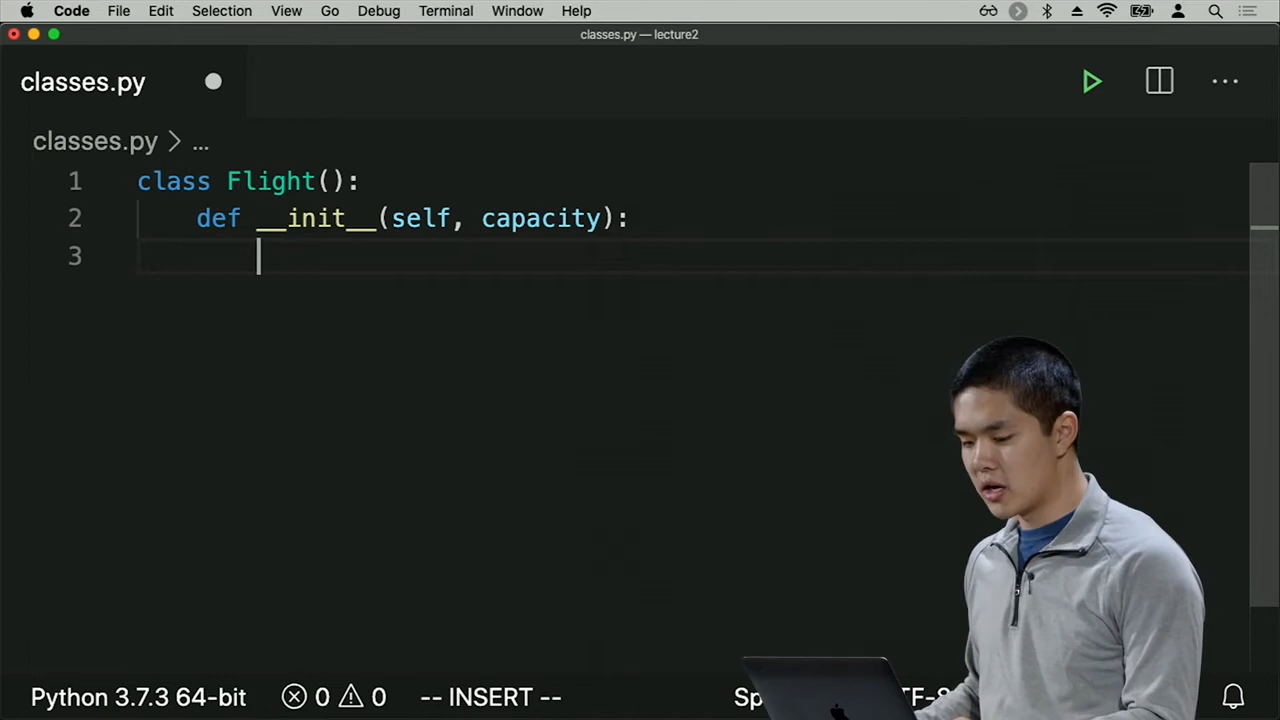 Code File Edit Selection View Go Debug Terminal Window Help
classes.py — lecture2
classes.py
classes.py > ...
1 class Flight():
2 def __init__(self, capacity):
3
Python 3.7.3 64-bit 0 0 -- INSERT --